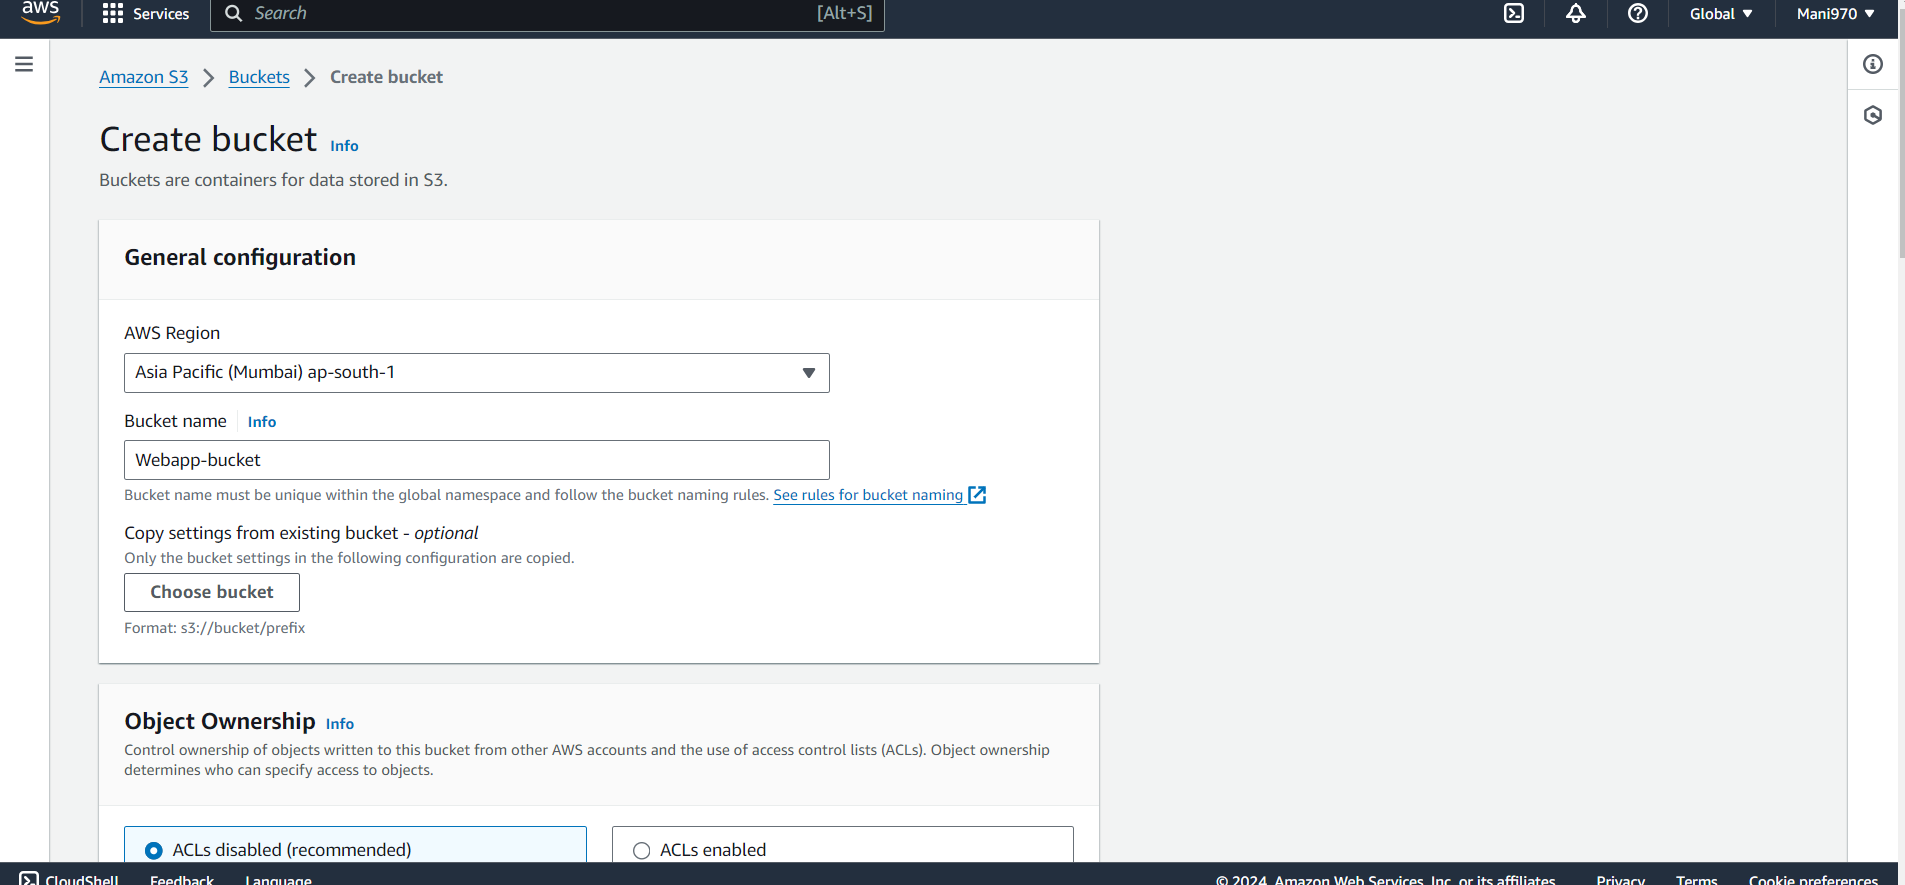 aws Services Search [Alt+S] Global Mani970
Amazon S3 Buckets Create bucket
Create bucket Info
Buckets are containers for data stored in S3.
General configuration
AWS Region
Asia Pacific (Mumbai) ap-south-1
Bucket name Info
Webapp-bucket
Bucket name must be unique within the global namespace and follow the bucket naming rules. See rules for bucket naming
Copy settings from existing bucket - optional
Only the bucket settings in the following configuration are copied.
Choose bucket
Format: s3://bucket/prefix
Object Ownership Info
Control ownership of objects written to this bucket from other AWS accounts and the use of access control lists (ACLs). Object ownership
determines who can specify access to objects.
ACLs disabled (recommended) ACLs enabled
CloudShell Feedback Language © 2024, Amazon Web Services, Inc. or its affiliates. Privacy Terms Cookie preferences